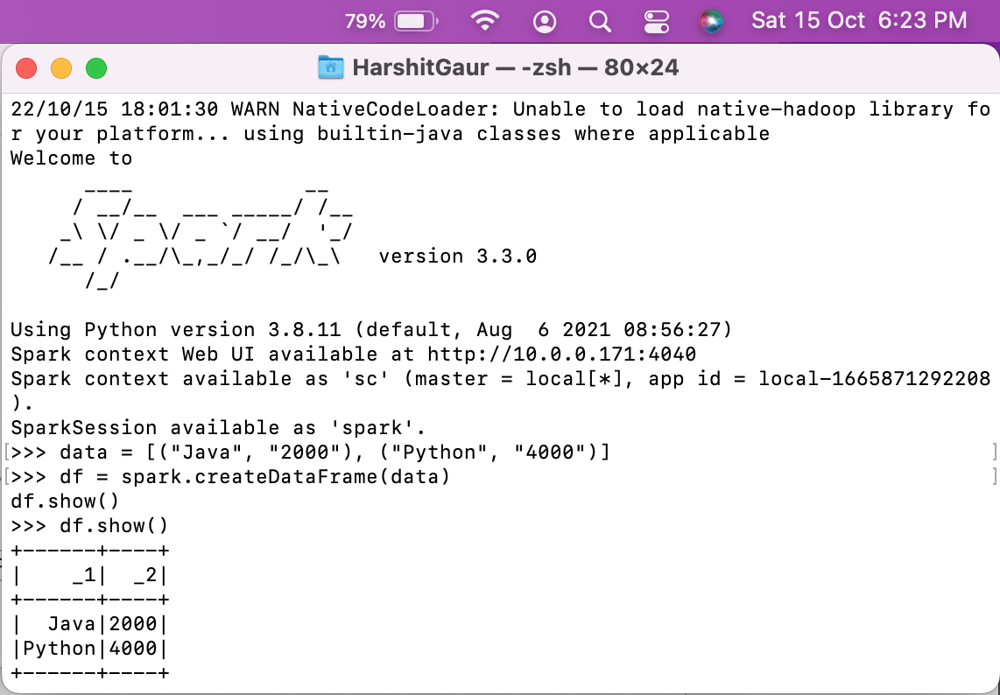 79% Sat 15 Oct 6:23 PM
HarshitGaur — -zsh — 80×24
22/10/15 18:01:30 WARN NativeCodeLoader: Unable to load native-hadoop library fo
r your platform... using builtin-java classes where applicable
Welcome to
      ____              __
     / __/__  ___ _____/ /__
    _\ \/ _ \/ _ `/ __/  '_/
   /__ / .__/\_,_/_/ /_/\_\   version 3.3.0
      /_/
Using Python version 3.8.11 (default, Aug  6 2021 08:56:27)
Spark context Web UI available at http://10.0.0.171:4040
Spark context available as 'sc' (master = local[*], app id = local-1665871292208
).
SparkSession available as 'spark'.
[>>> data = [("Java", "2000"), ("Python", "4000")] ]
[>>> df = spark.createDataFrame(data) ]
df.show()
>>> df.show()
+------+----+
|    _1|  _2|
+------+----+
|  Java|2000|
|Python|4000|
+------+----+